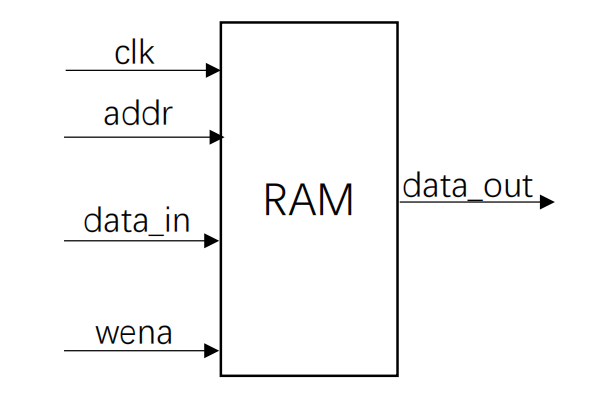 clk
addr
data_in
wena
RAM
data_out